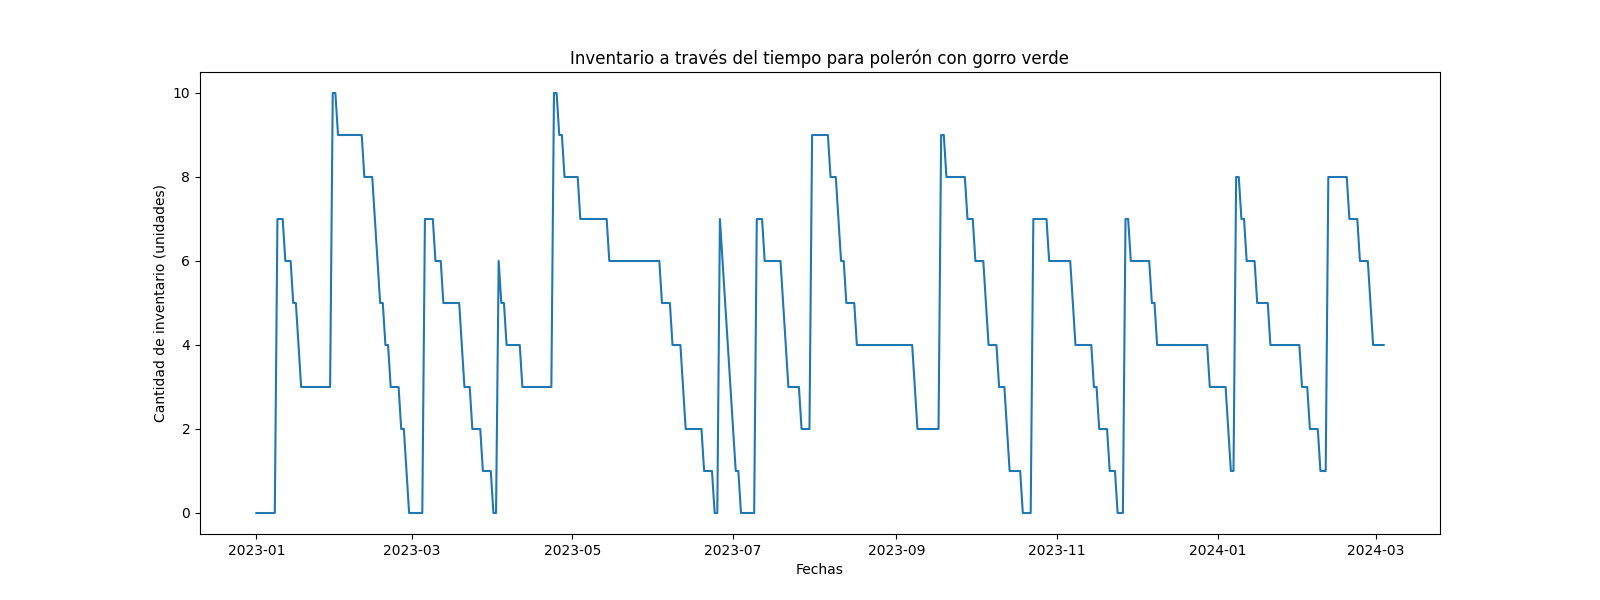 Inventario a través del tiempo para polerón con gorro verde
Cantidad de inventario (unidades)
10
8
6
4
2
0
2023-01 2023-03 2023-05 2023-07 2023-09 2023-11 2024-01 2024-03
Fechas